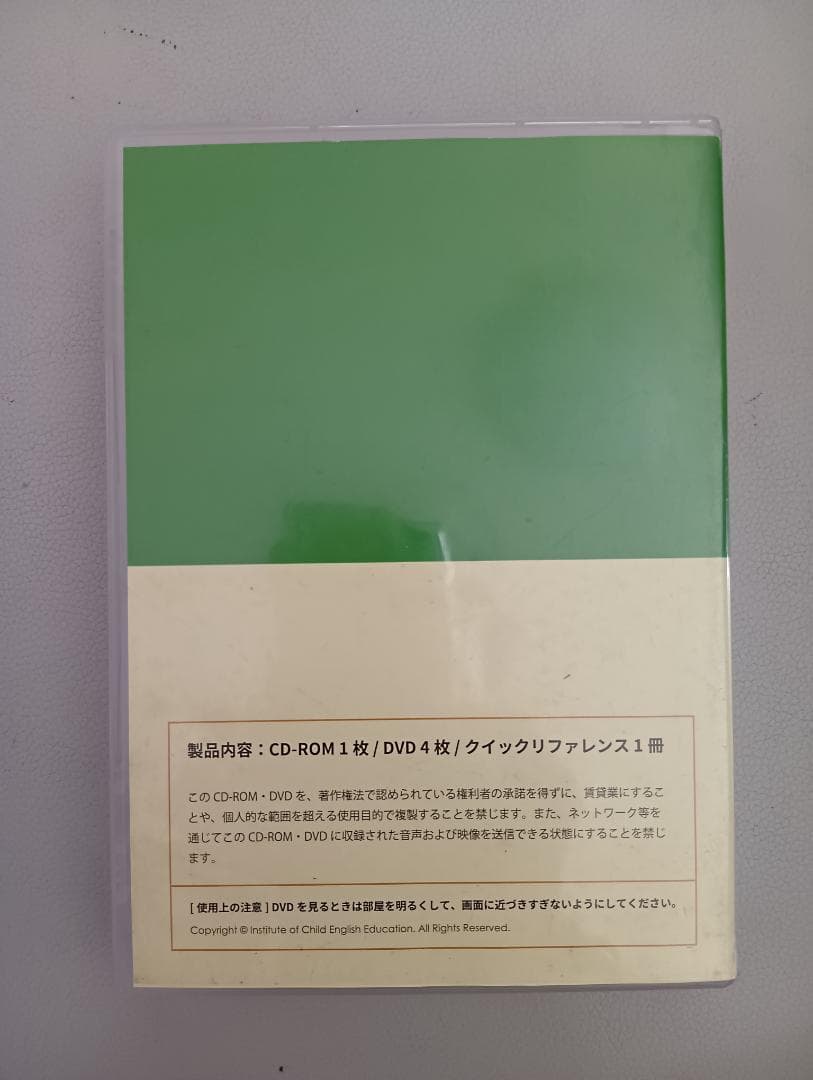 製品内容：CD-ROM 1 枚 / DVD 4 枚 / クイックリファレンス 1 冊
この CD-ROM・DVD を、著作権法で認められている権利者の承諾を得ずに、賃貸業にするこ
とや、個人的な範囲を超える使用目的で複製することを禁じます。また、ネットワーク等を
通じてこの CD-ROM・DVD に収録された音声および映像を送信できる状態にすることを禁じ
ます。
[ 使用上の注意 ] DVD を見るときは部屋を明るくして、画面に近づきすぎないようにしてください。
Copyright © Institute of Child English Education. All Rights Reserved.